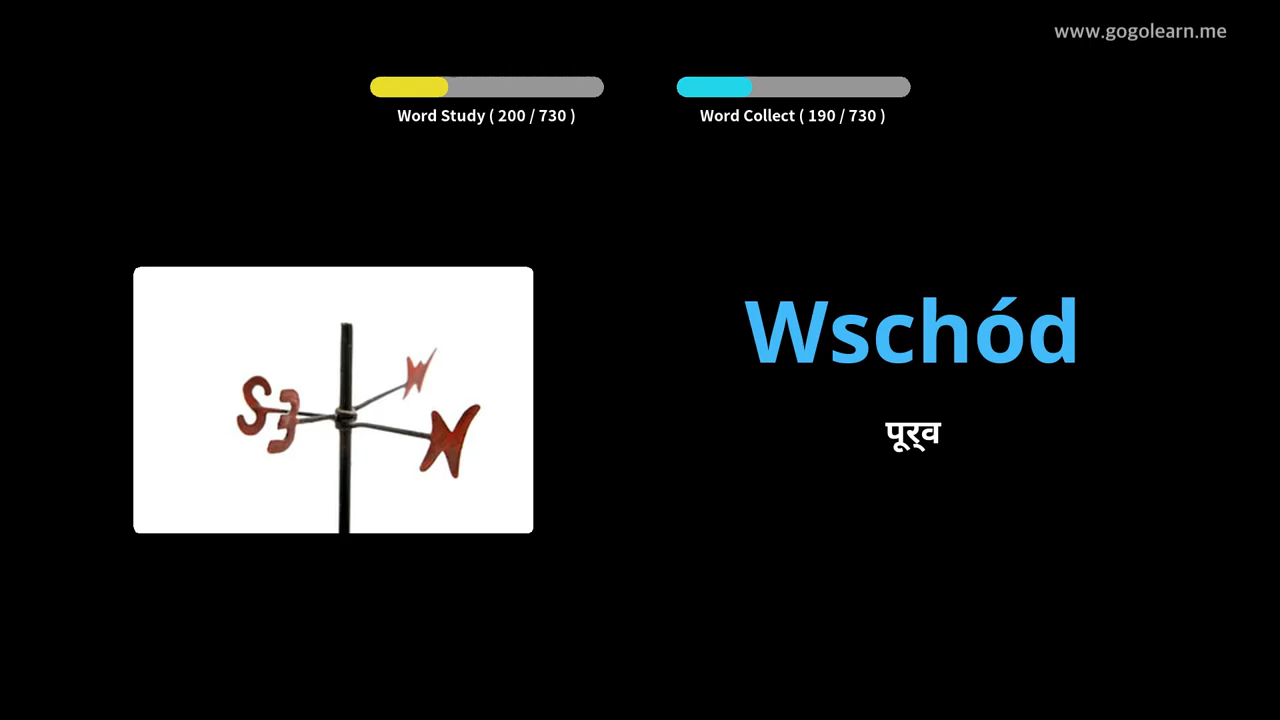 www.gogolearn.me
Word Study ( 200 / 730 )
Word Collect ( 190 / 730 )
S E N N
Wschód
पूर्व